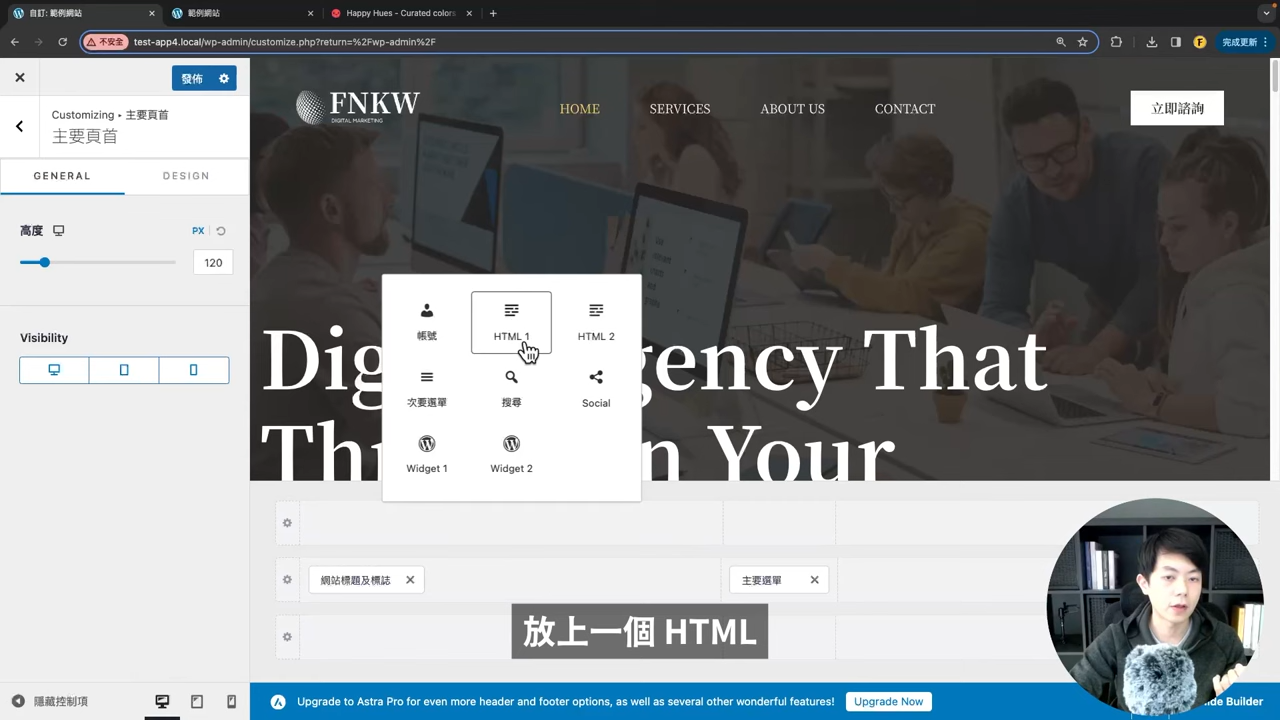 自訂: 範例網站
範例網站
Happy Hues - Curated colors
不安全
test-app4.local/wp-admin/customize.php?return=%2Fwp-admin%2F
F
完成更新
發佈
Customizing ▸ 主要頁首
主要頁首
GENERAL
DESIGN
高度
PX
120
Visibility
FNKW
DIGITAL MARKETING
HOME
SERVICES
ABOUT US
CONTACT
立即諮詢
帳號
HTML 1
HTML 2
次要選單
搜尋
Social
Widget 1
Widget 2
gency That
Your
網站標題及標誌
主要選單
放上一個 HTML
隱藏控制項
Upgrade to Astra Pro for even more header and footer options, as well as several other wonderful features!
Upgrade Now
Builder